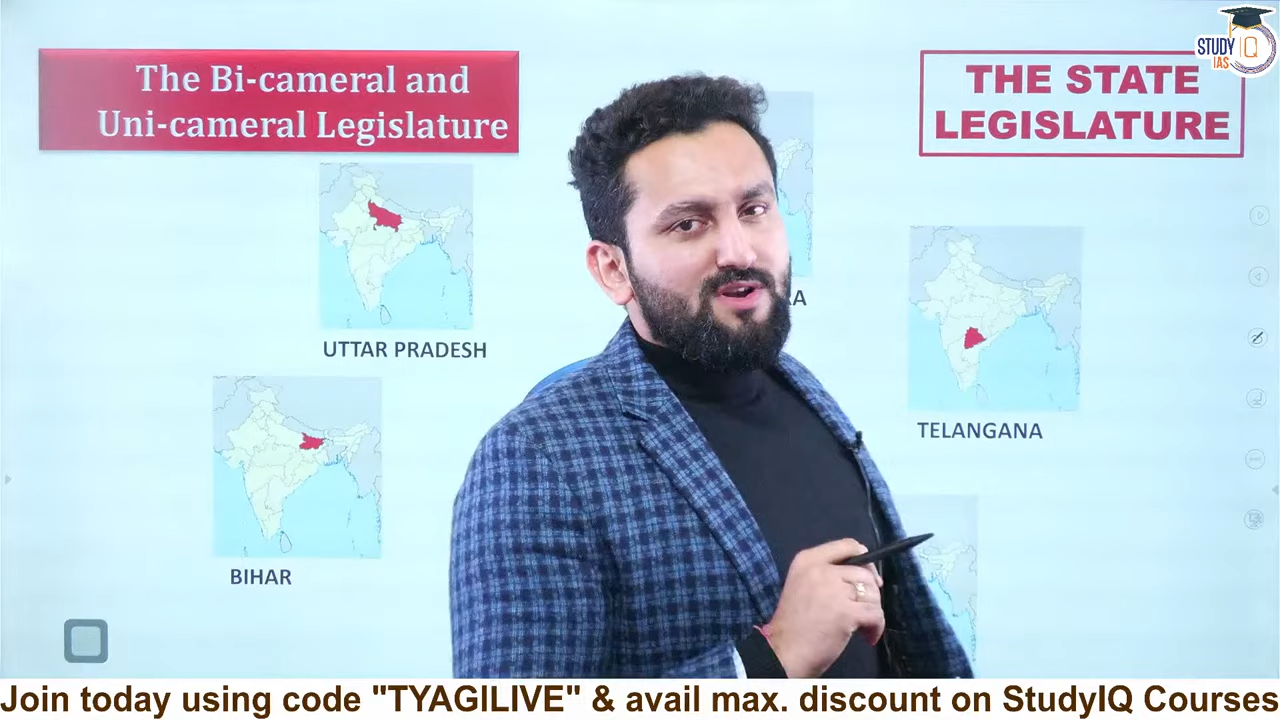 The Bi-cameral and
Uni-cameral Legislature
THE STATE
LEGISLATURE
STUDY IQ
IAS
UTTAR PRADESH
RA
TELANGANA
BIHAR
Join today using code "TYAGILIVE" & avail max. discount on StudyIQ Courses